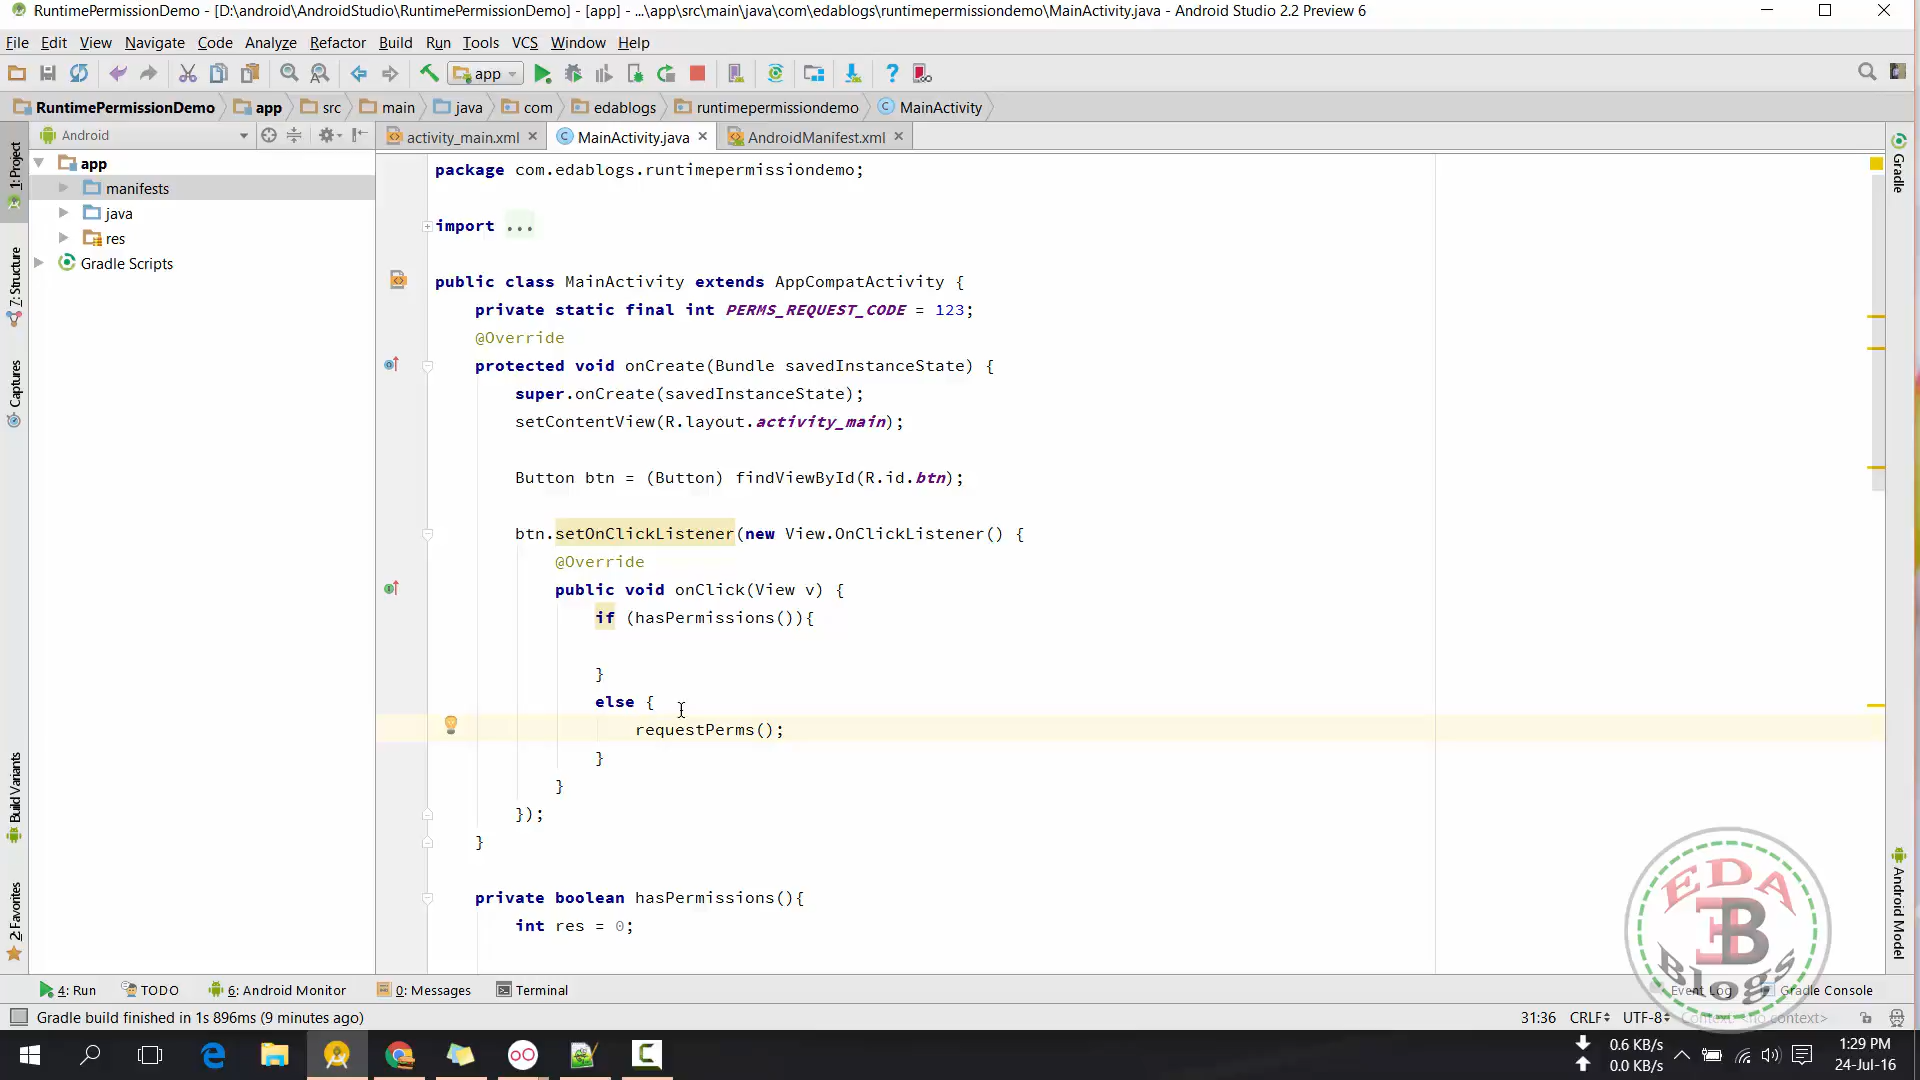 RuntimePermissionDemo - [D:\android\AndroidStudio\RuntimePermissionDemo] - [app] - ...\app\src\main\java\com\edablogs\runtimepermissiondemo\MainActivity.java - Android Studio 2.2 Preview 6
File Edit View Navigate Code Analyze Refactor Build Run Tools VCS Window Help
app
RuntimePermissionDemo app src main java com edablogs runtimepermissiondemo MainActivity
Android
activity_main.xml MainActivity.java AndroidManifest.xml
1: Project
7: Structure
Captures
Build Variants
2: Favorites
app
manifests
java
res
Gradle Scripts
package com.edablogs.runtimepermissiondemo;
import ...
public class MainActivity extends AppCompatActivity {
private static final int PERMS_REQUEST_CODE = 123;
@Override
protected void onCreate(Bundle savedInstanceState) {
super.onCreate(savedInstanceState);
setContentView(R.layout.activity_main);
Button btn = (Button) findViewById(R.id.btn);
btn.setOnClickListener(new View.OnClickListener() {
@Override
public void onClick(View v) {
if (hasPermissions()){
}
else {
requestPerms();
}
}
});
}
private boolean hasPermissions(){
int res = 0;
Gradle
Android Model
EDA
EB
Blogs
4: Run TODO 6: Android Monitor 0: Messages Terminal Event Log Gradle Console
Gradle build finished in 1s 896ms (9 minutes ago) 31:36 CRLF UTF-8 Context: <no context>
0.6 KB/s
0.0 KB/s
1:29 PM
24-Jul-16